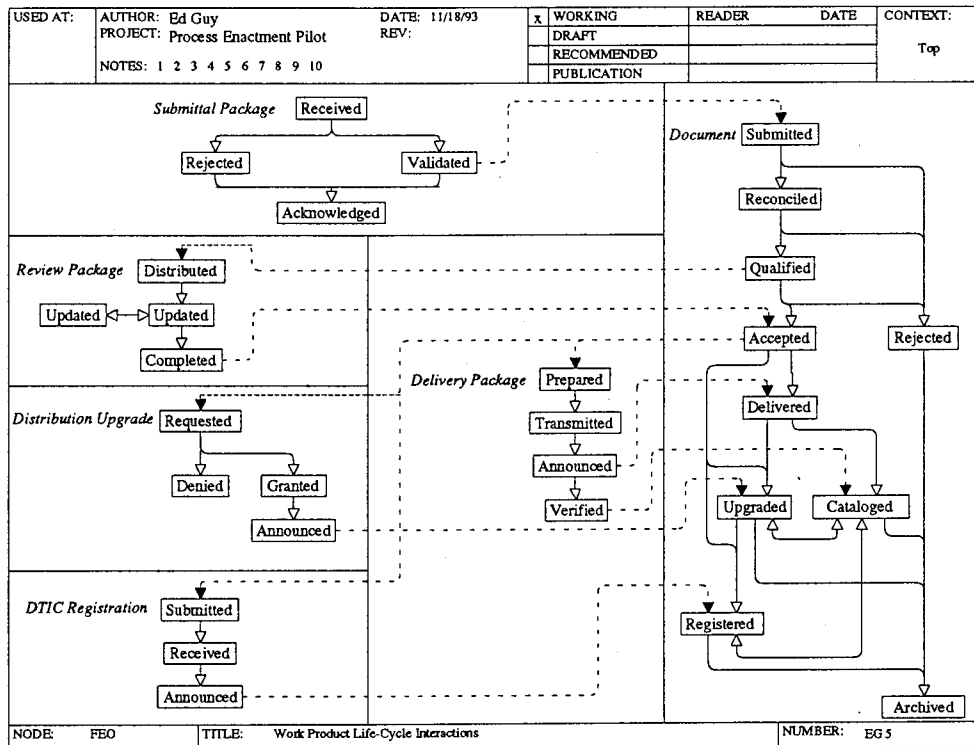 USED AT:
AUTHOR: Ed Guy
DATE: 11/18/93
PROJECT: Process Enactment Pilot
REV:
NOTES: 1 2 3 4 5 6 7 8 9 10
x WORKING
DRAFT
RECOMMENDED
PUBLICATION
READER DATE
CONTEXT:
Top
Submittal Package
Received
Rejected
Validated
Acknowledged
Review Package
Distributed
Updated
Updated
Completed
Distribution Upgrade
Requested
Denied
Granted
Announced
DTIC Registration
Submitted
Received
Announced
Delivery Package
Prepared
Transmitted
Announced
Verified
Document
Submitted
Reconciled
Qualified
Accepted
Rejected
Delivered
Upgraded
Cataloged
Registered
Archived
NODE: FEO
TITLE: Work Product Life-Cycle Interactions
NUMBER: EG 5